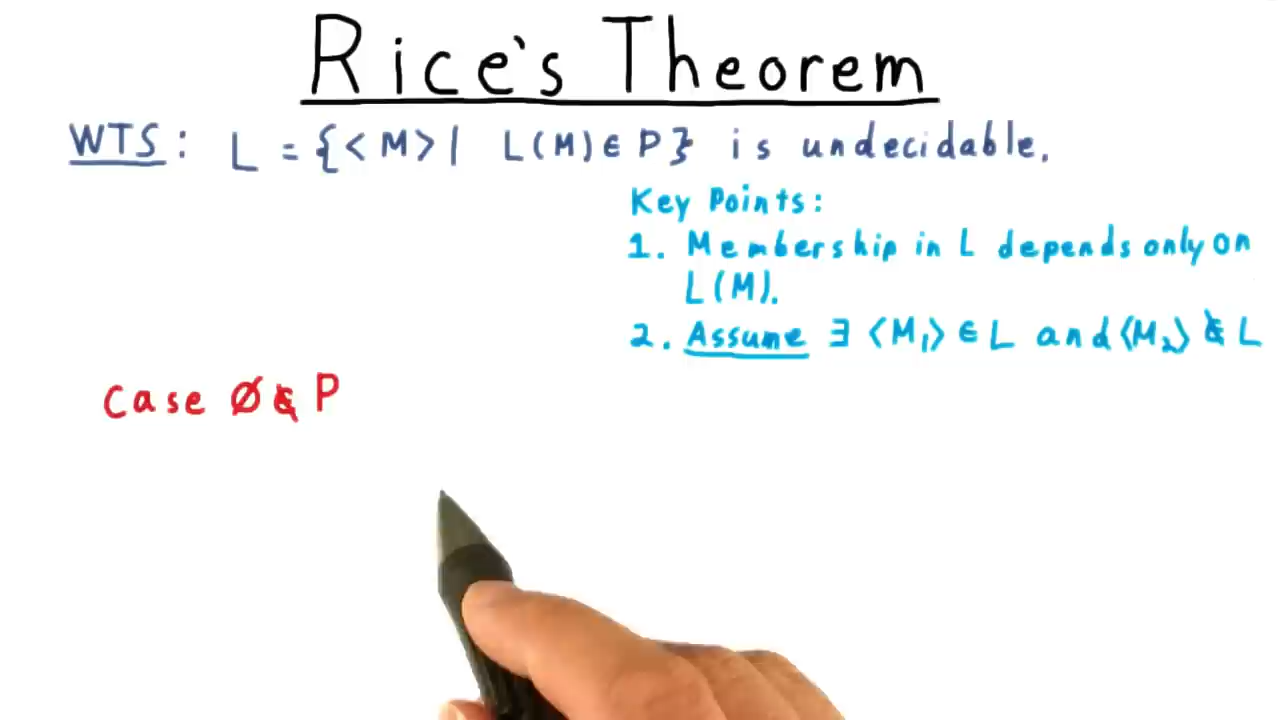 Rice's Theorem
WTS: L = {<M> | L(M) ∈ P} is undecidable.
Key Points:
1. Membership in L depends only on
L(M).
2. Assume ∃ ⟨M₁⟩ ∈ L and ⟨M₂⟩ ∉ L
Case ∅ ∉ P